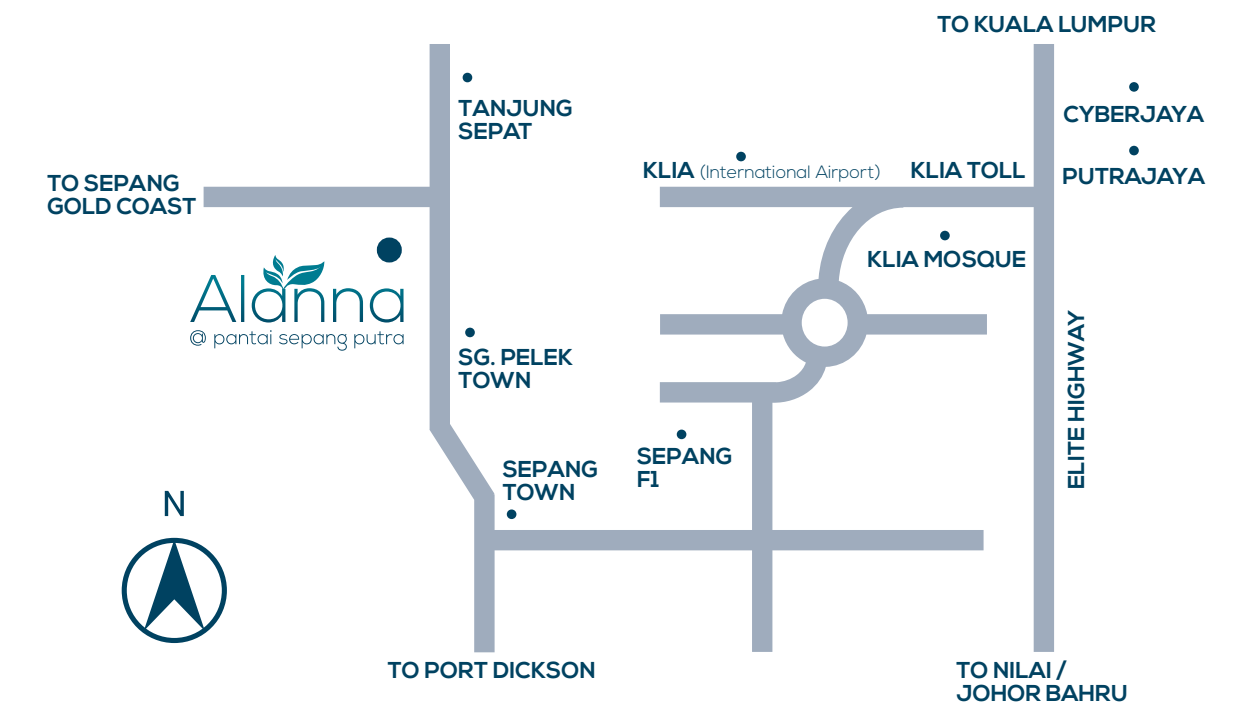 TO KUALA LUMPUR
TANJUNG
SEPAT
CYBERJAYA
KLIA (International Airport)
KLIA TOLL
PUTRAJAYA
TO SEPANG
GOLD COAST
KLIA MOSQUE
Alanna
@ pantai sepang putra
SG. PELEK
TOWN
ELITE HIGHWAY
SEPANG
F1
SEPANG
TOWN
N
TO PORT DICKSON
TO NILAI /
JOHOR BAHRU